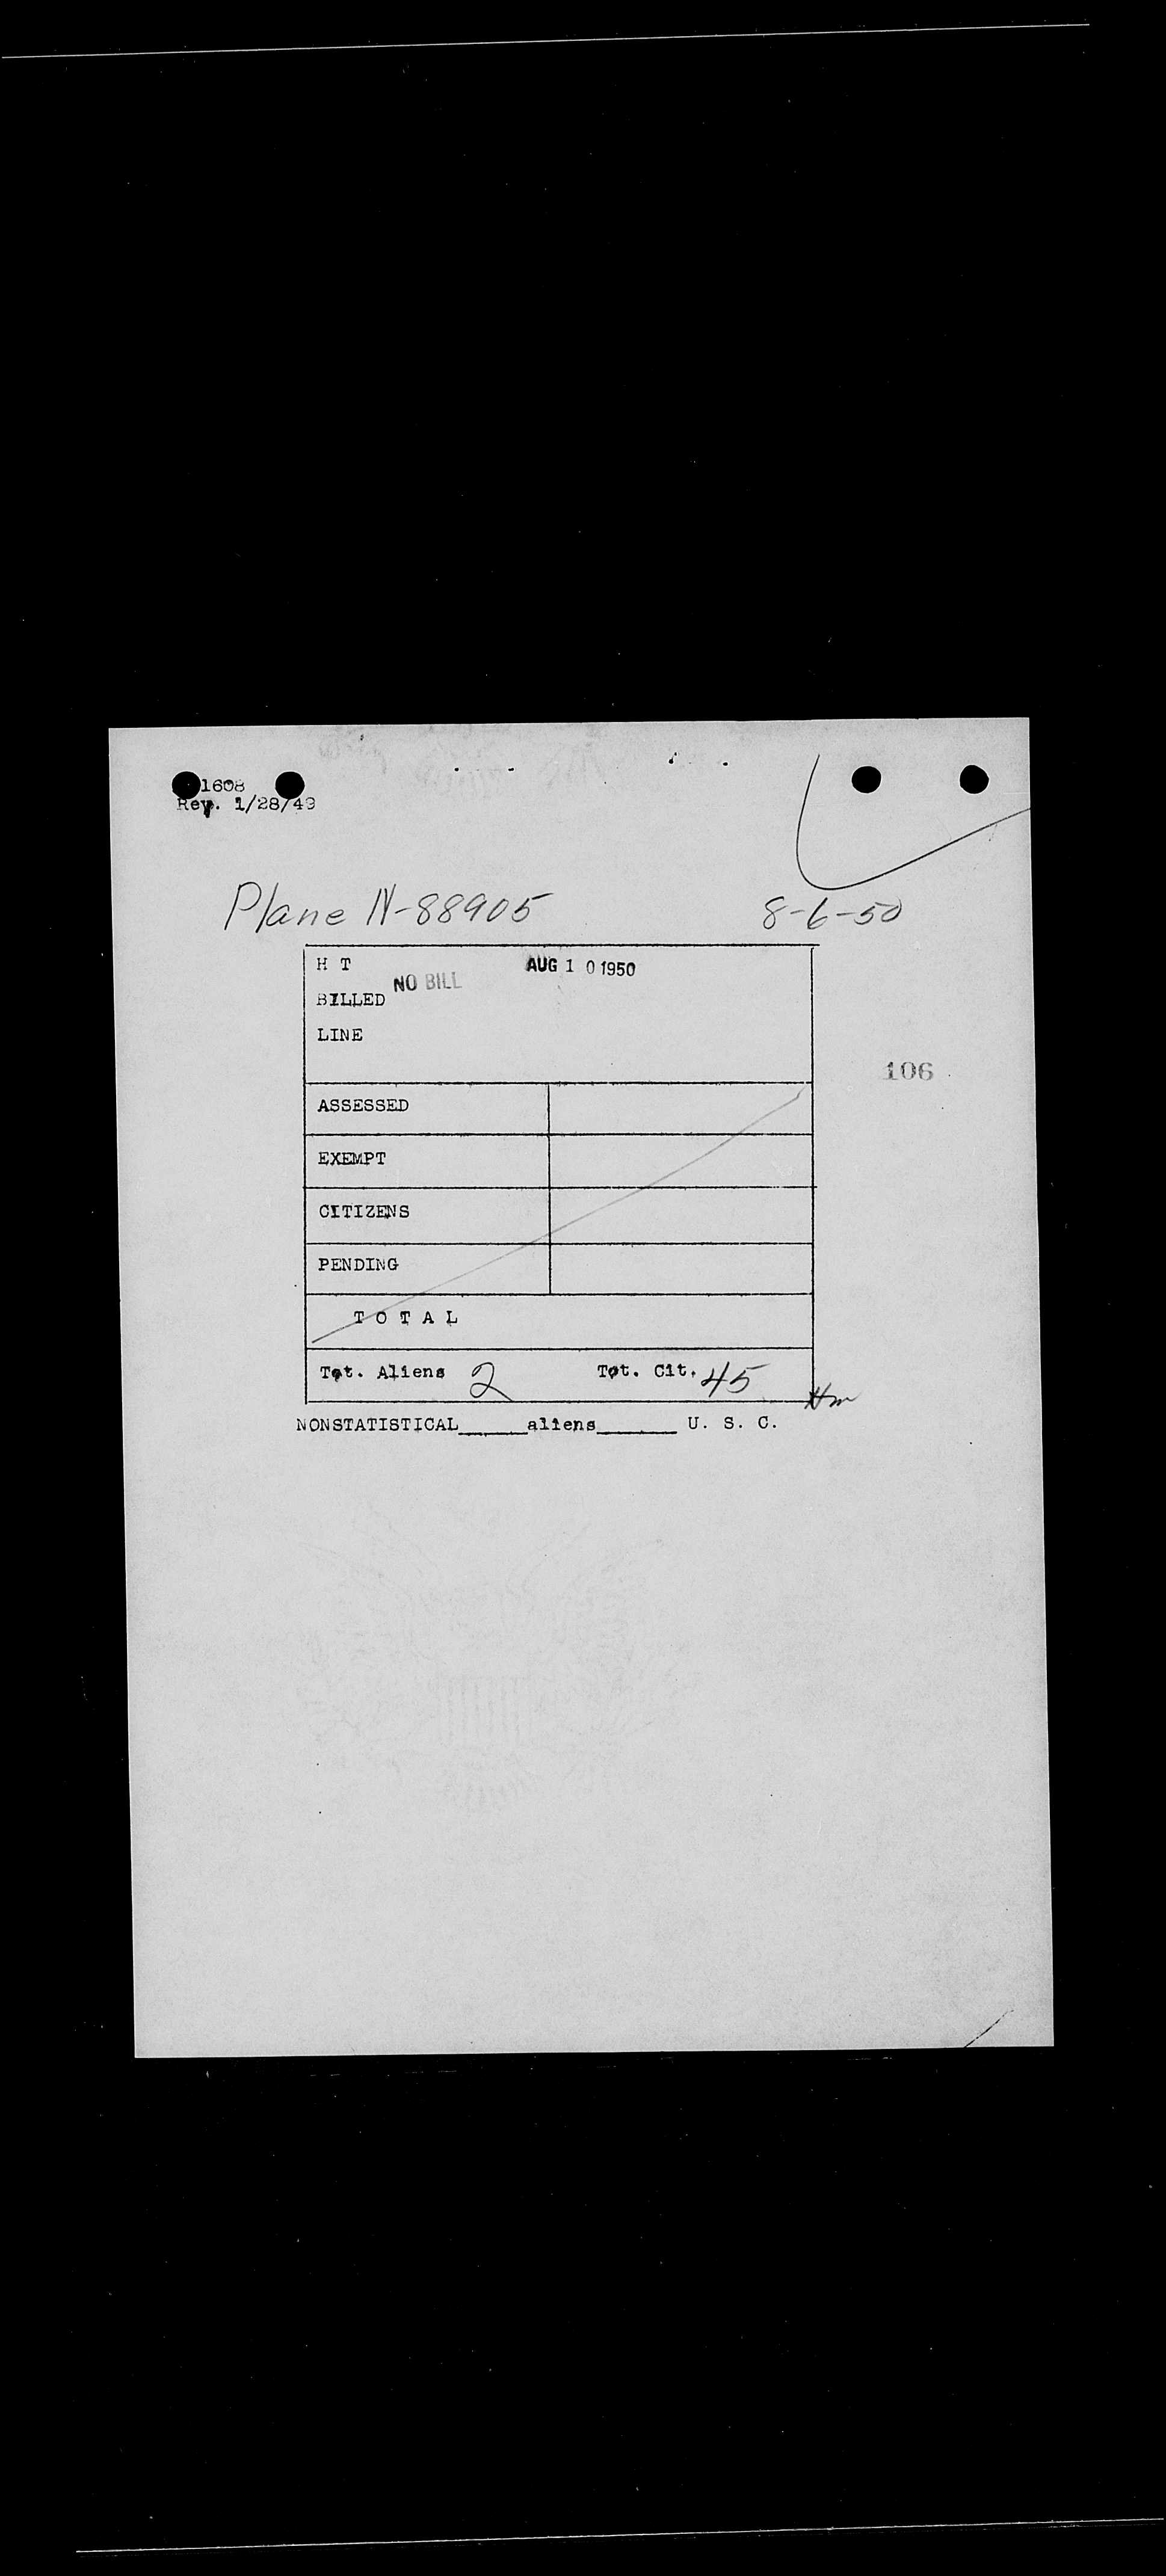 1608
Rev. 1/28/49
Plane N-88905 8-6-50
H T AUG 1 0 1950
NO BILL
BILLED
LINE
106
ASSESSED
EXEMPT
CITIZENS
PENDING
T O T A L
Tot. Aliens 2 Tot. Cit. 45
NONSTATISTICAL______aliens______ U. S. C.